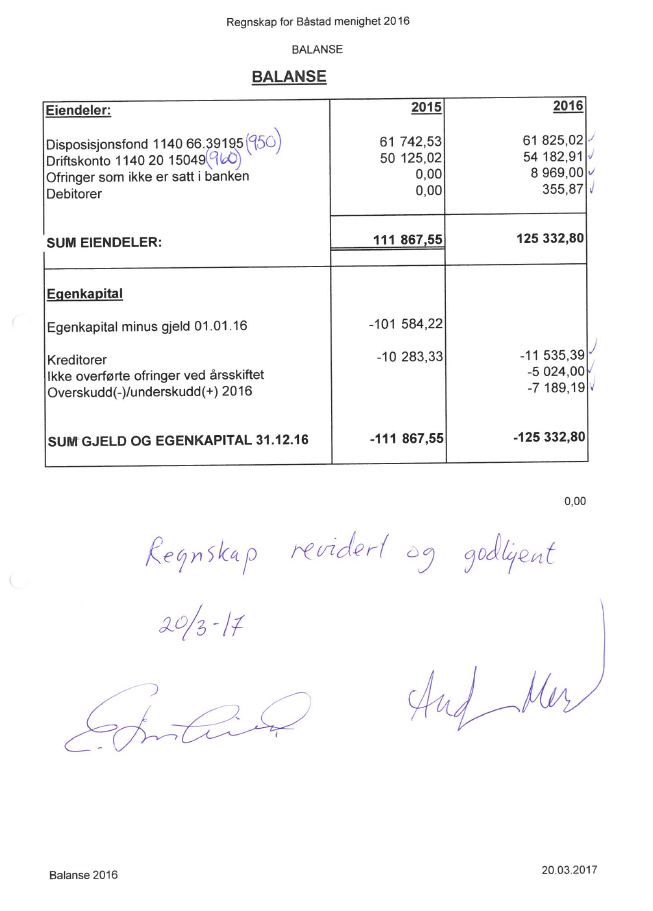 Regnskap for Båstad menighet 2016
BALANSE
BALANSE
Eiendeler: 2015 2016
Disposisjonsfond 1140 66.39195 (950) 61 742,53 61 825,02
Driftskonto 1140 20 15049 (960) 50 125,02 54 182,91
Ofringer som ikke er satt i banken 0,00 8 969,00
Debitorer 0,00 355,87
SUM EIENDELER: 111 867,55 125 332,80
Egenkapital
Egenkapital minus gjeld 01.01.16 -101 584,22
Kreditorer -10 283,33 -11 535,39
Ikke overførte ofringer ved årsskiftet -5 024,00
Overskudd(-)/underskudd(+) 2016 -7 189,19
SUM GJELD OG EGENKAPITAL 31.12.16 -111 867,55 -125 332,80
0,00
Regnskap revidert og godkjent
20/3-17
Balanse 2016 20.03.2017